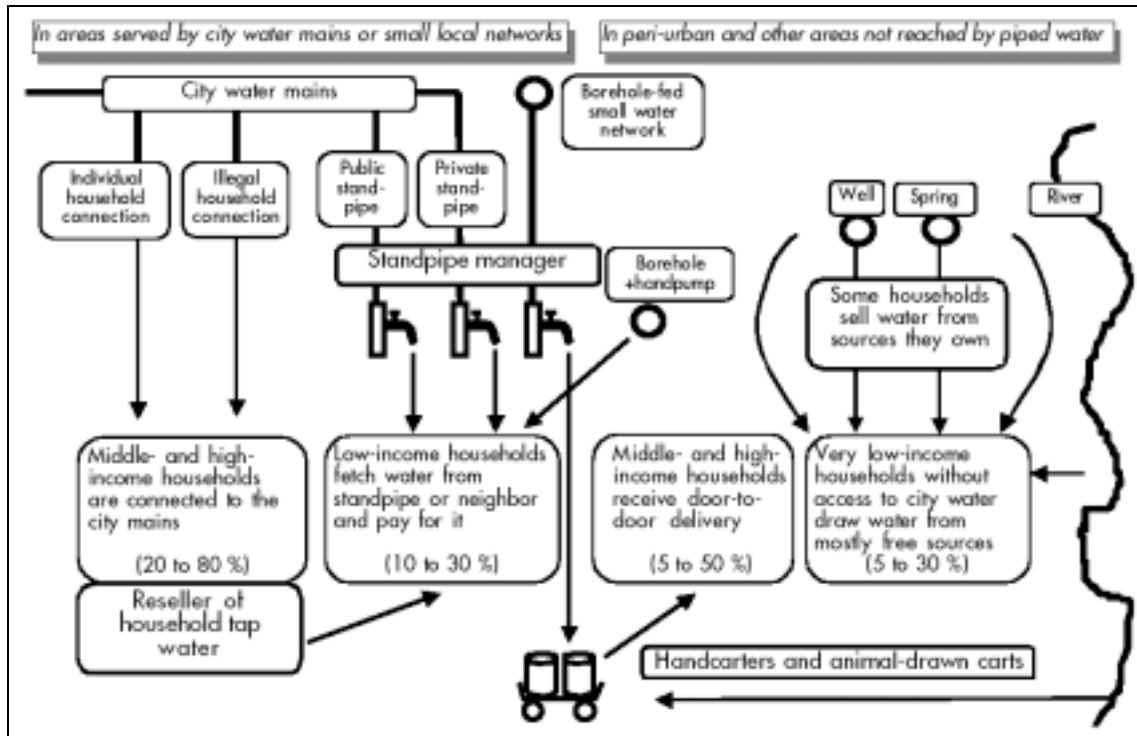 In areas served by city water mains or small local networks
In peri-urban and other areas not reached by piped water
City water mains
Borehole-fed
small water
network
Individual
household
connection
Illegal
household
connection
Public
stand-
pipe
Private
stand-
pipe
Well
Spring
River
Standpipe manager
Borehole
+handpump
Some households
sell water from
sources they own
Middle- and high-
income households
are connected to the
city mains
(20 to 80 %)
Low-income households
fetch water from
standpipe or neighbor
and pay for it
(10 to 30 %)
Middle- and high-
income households
receive door-to-
door delivery
(5 to 50 %)
Very low-income
households without
access to city water
draw water from
mostly free sources
(5 to 30 %)
Reseller of
household tap
water
Handcarters and animal-drawn carts